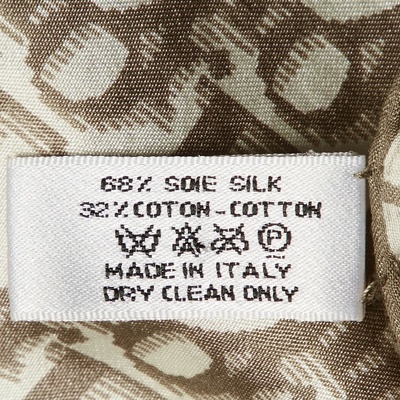 68% SOIE SILK
32% COTON-COTTON
P
MADE IN ITALY
DRY CLEAN ONLY